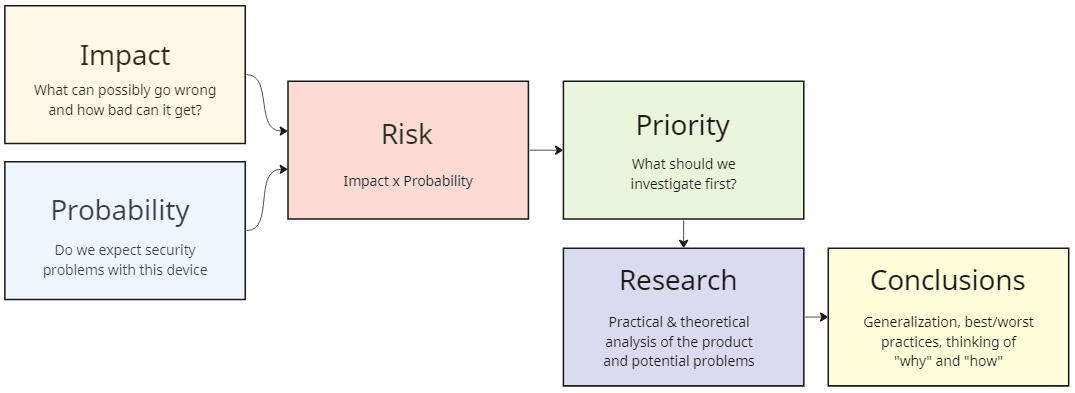 Impact
What can possibly go wrong
and how bad can it get?
Probability
Do we expect security
problems with this device
Risk
Impact x Probability
Priority
What should we
investigate first?
Research
Practical & theoretical
analysis of the product
and potential problems
Conclusions
Generalization, best/worst
practices, thinking of
"why" and "how"